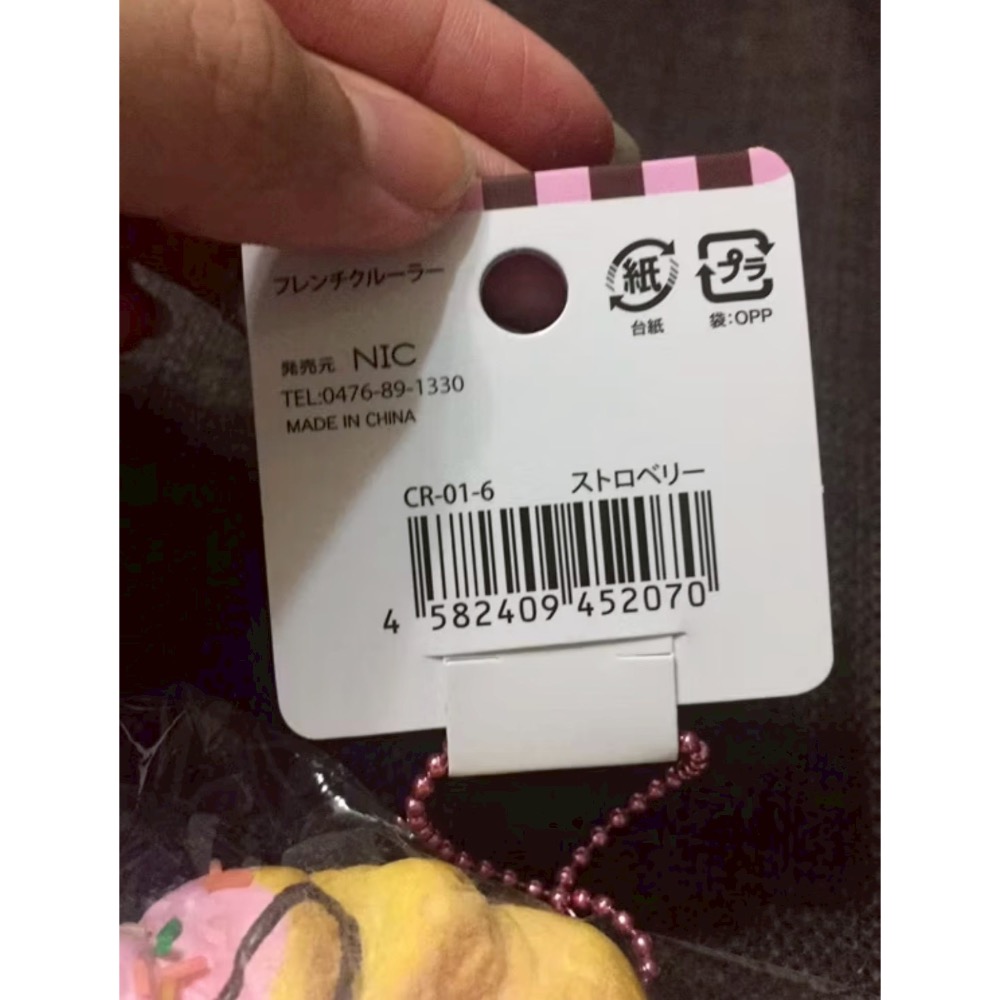 フレンチクルーラー
紙
台紙
プラ
袋:OPP
発売元 NIC
TEL:0476-89-1330
MADE IN CHINA
CR-01-6 ストロベリー
4 582409 452070